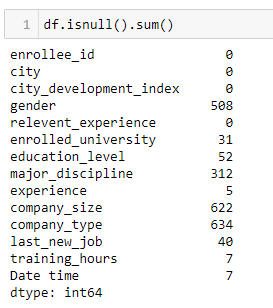 1 df.isnull().sum()
enrollee_id 0
city 0
city_development_index 0
gender 508
relevent_experience 0
enrolled_university 31
education_level 52
major_discipline 312
experience 5
company_size 622
company_type 634
last_new_job 40
training_hours 7
Date time 7
dtype: int64